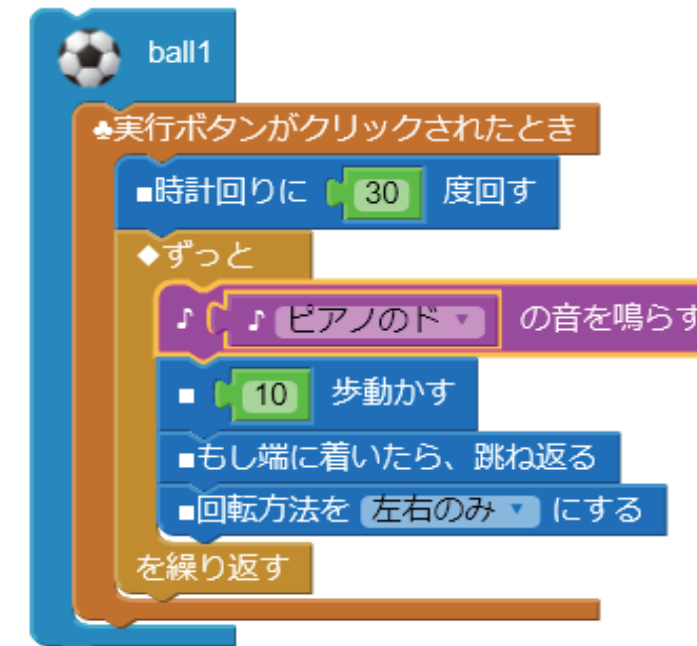 ball1
♣実行ボタンがクリックされたとき
■時計回りに 30 度回す
◆ずっと
♪ ♪ ピアノのド ▼ の音を鳴らす
■ 10 歩動かす
■もし端に着いたら、跳ね返る
■回転方法を 左右のみ ▼ にする
を繰り返す